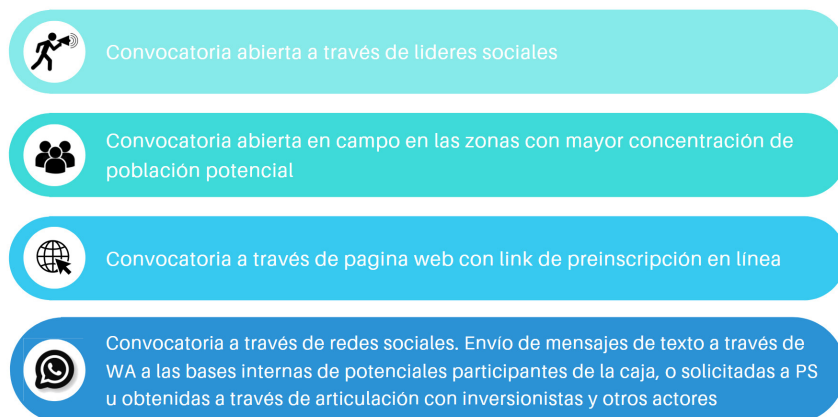 Convocatoria abierta a través de lideres sociales
Convocatoria abierta en campo en las zonas con mayor concentración de
población potencial
Convocatoria a través de pagina web con link de preinscripción en línea
Convocatoria a través de redes sociales. Envío de mensajes de texto a través de
WA a las bases internas de potenciales participantes de la caja, o solicitadas a PS
u obtenidas a través de articulación con inversionistas y otros actores